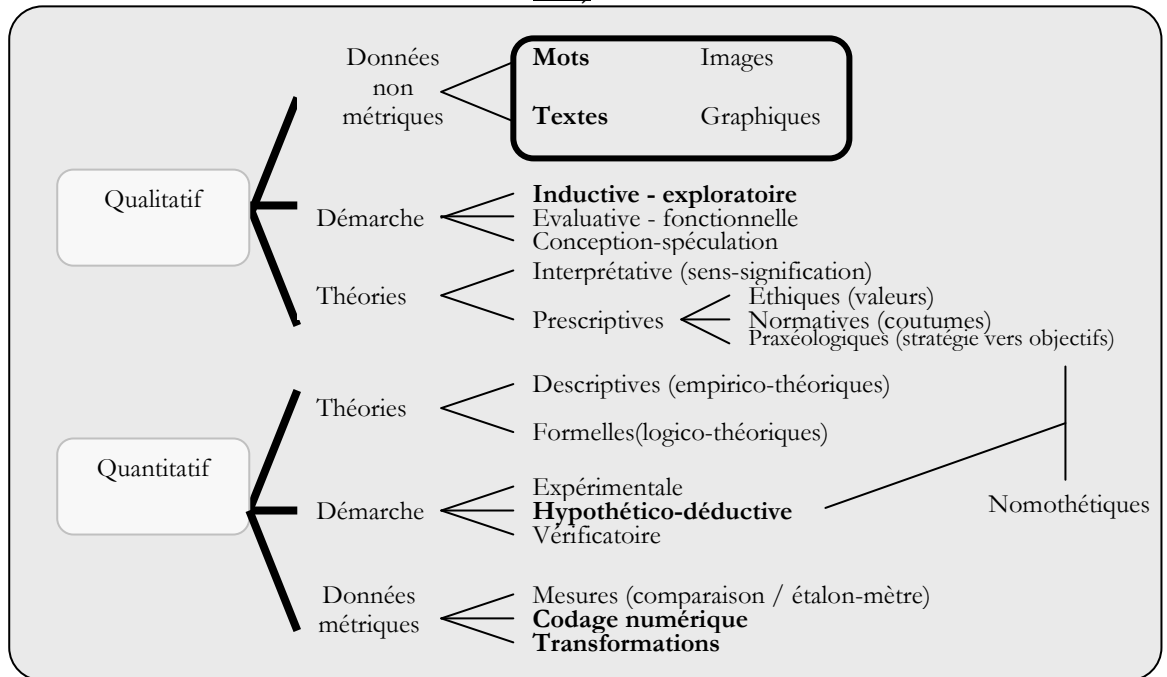 Données
non
métriques
Mots Images
Textes Graphiques
Qualitatif
Démarche
Inductive - exploratoire
Evaluative - fonctionnelle
Conception-spéculation
Théories
Interprétative (sens-signification)
Prescriptives
Ethiques (valeurs)
Normatives (coutumes)
Praxéologiques (stratégie vers objectifs)
Théories
Descriptives (empirico-théoriques)
Formelles(logico-théoriques)
Quantitatif
Démarche
Expérimentale
Hypothético-déductive
Vérificatoire
Nomothétiques
Données
métriques
Mesures (comparaison / étalon-mètre)
Codage numérique
Transformations